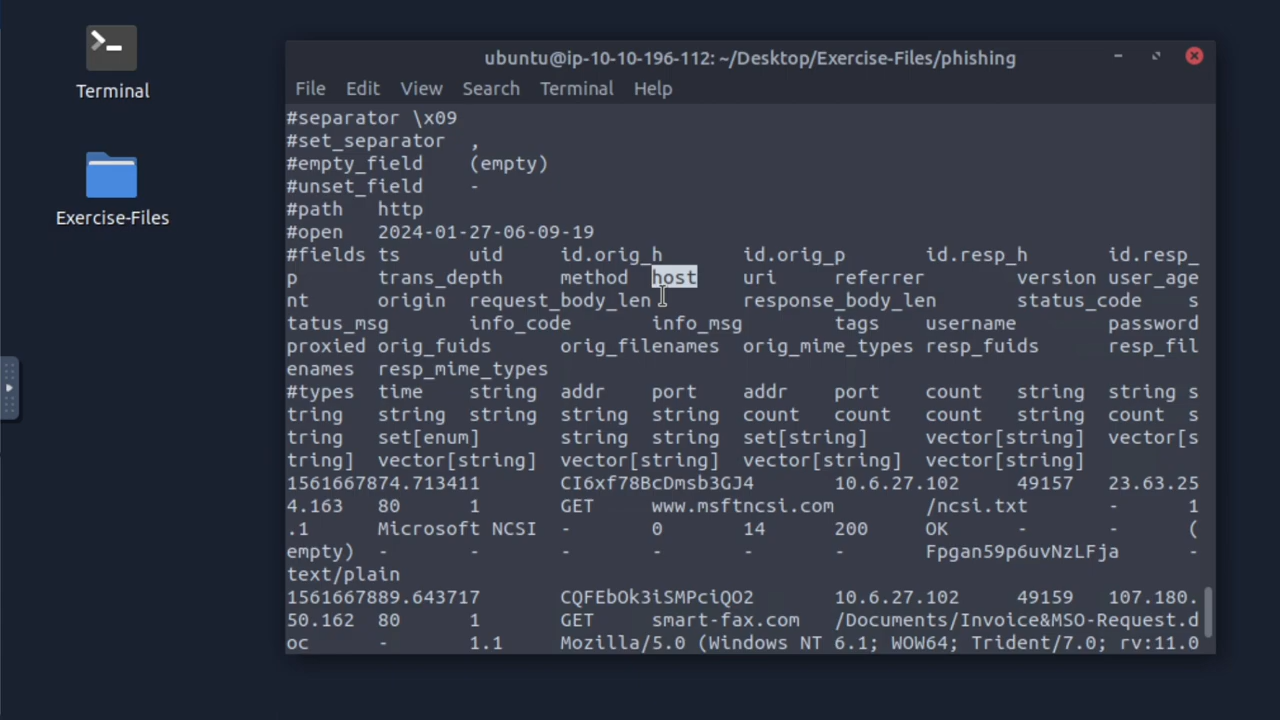 Terminal
Exercise-Files
ubuntu@ip-10-10-196-112: ~/Desktop/Exercise-Files/phishing
File Edit View Search Terminal Help
#separator \x09
#set_separator ,
#empty_field (empty)
#unset_field -
#path http
#open 2024-01-27-06-09-19
#fields ts uid id.orig_h id.orig_p id.resp_h id.resp_
p trans_depth method host uri referrer version user_age
nt origin request_body_len response_body_len status_code s
tatus_msg info_code info_msg tags username password
proxied orig_fuids orig_filenames orig_mime_types resp_fuids resp_fil
enames resp_mime_types
#types time string addr port addr port count string string s
tring string string string string count count count string count s
tring set[enum] string string set[string] vector[string] vector[s
tring] vector[string] vector[string] vector[string] vector[string]
1561667874.713411 CI6xf78BcDmsb3GJ4 10.6.27.102 49157 23.63.25
4.163 80 1 GET www.msftncsi.com /ncsi.txt - 1
.1 Microsoft NCSI - 0 14 200 OK - - (
empty) - - - - - Fpgan59p6uvNzLFja -
text/plain
1561667889.643717 CQFEbOk3iSMPciQO2 10.6.27.102 49159 107.180.
50.162 80 1 GET smart-fax.com /Documents/Invoice&MSO-Request.d
oc - 1.1 Mozilla/5.0 (Windows NT 6.1; WOW64; Trident/7.0; rv:11.0